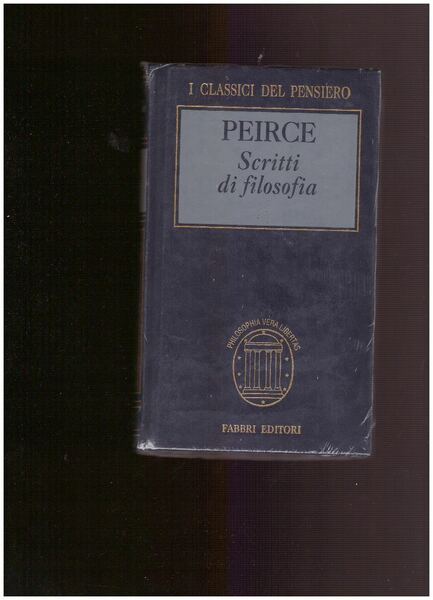 I CLASSICI DEL PENSIERO
PEIRCE
Scritti
di filosofia
PHILOSOPHIA VERA LIBERTAS
FABBRI EDITORI